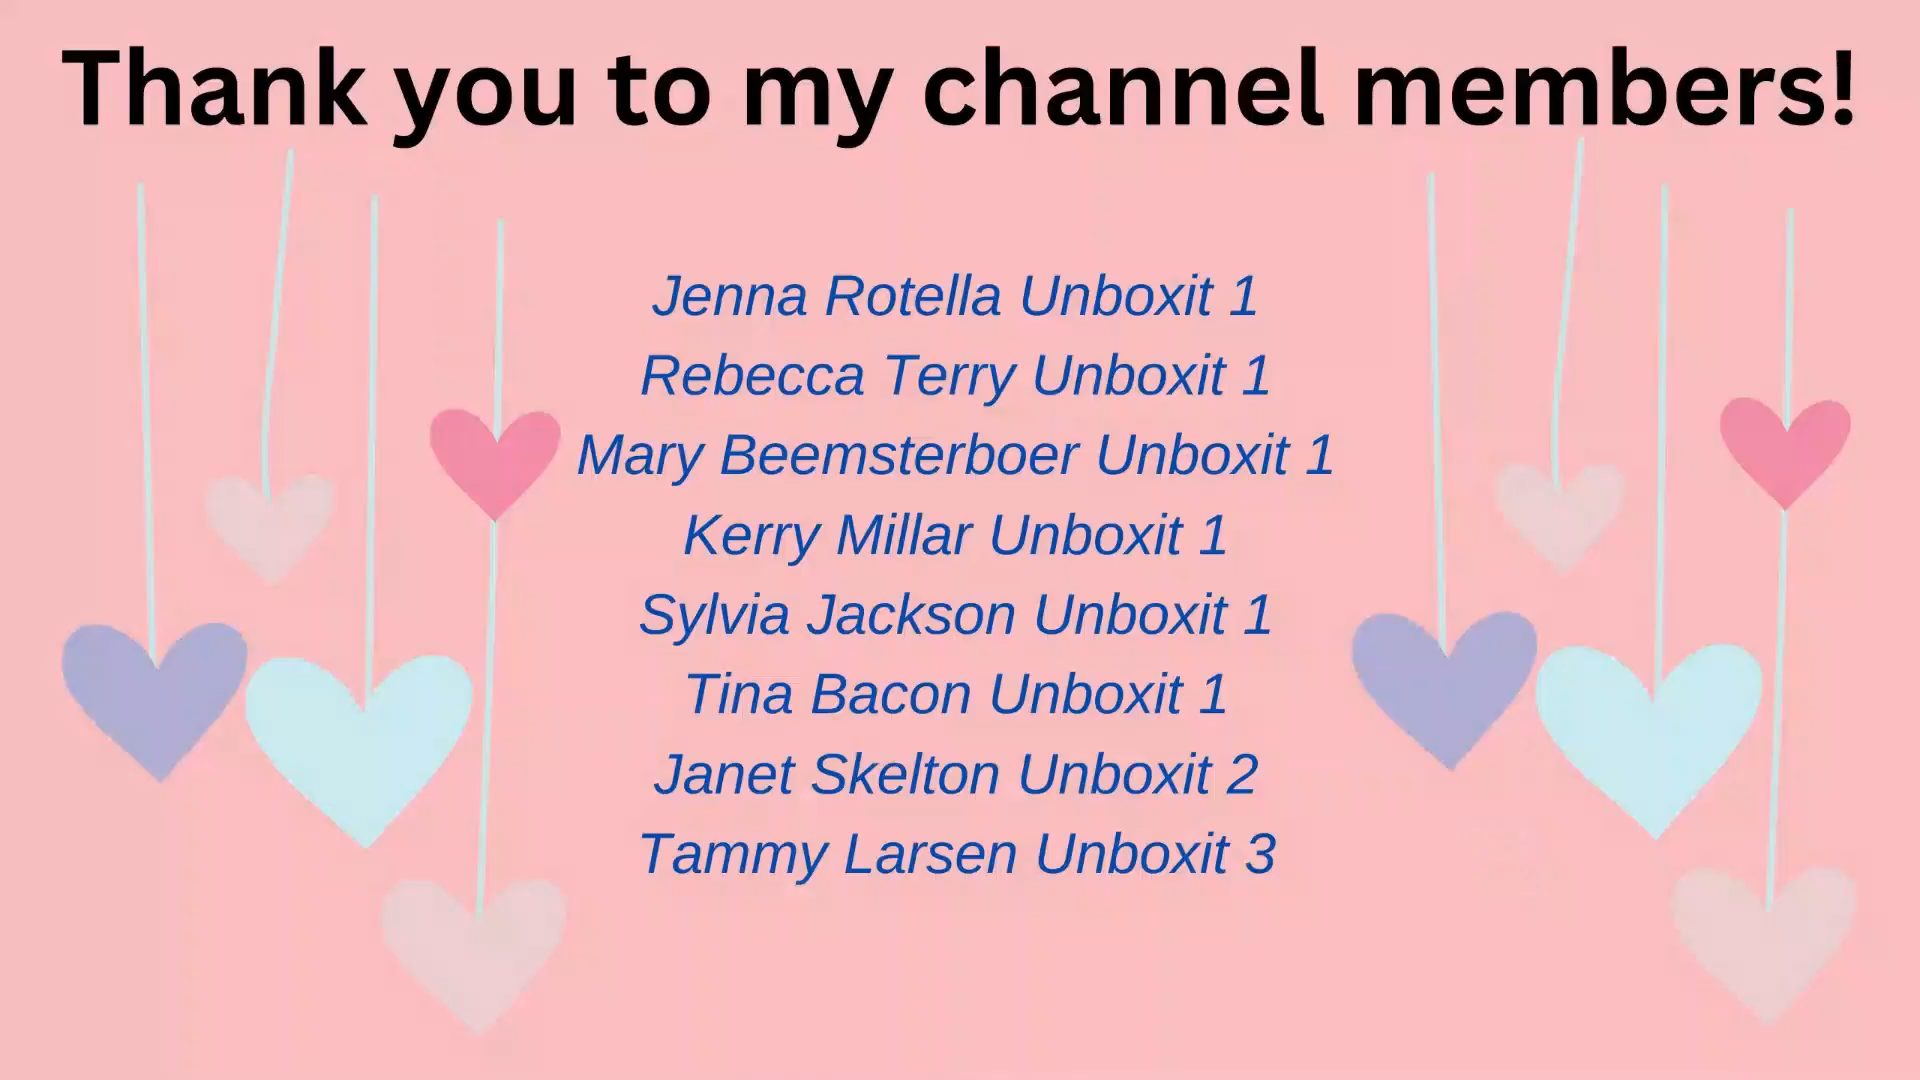 Thank you to my channel members!
Jenna Rotella Unboxit 1
Rebecca Terry Unboxit 1
Mary Beemsterboer Unboxit 1
Kerry Millar Unboxit 1
Sylvia Jackson Unboxit 1
Tina Bacon Unboxit 1
Janet Skelton Unboxit 2
Tammy Larsen Unboxit 3